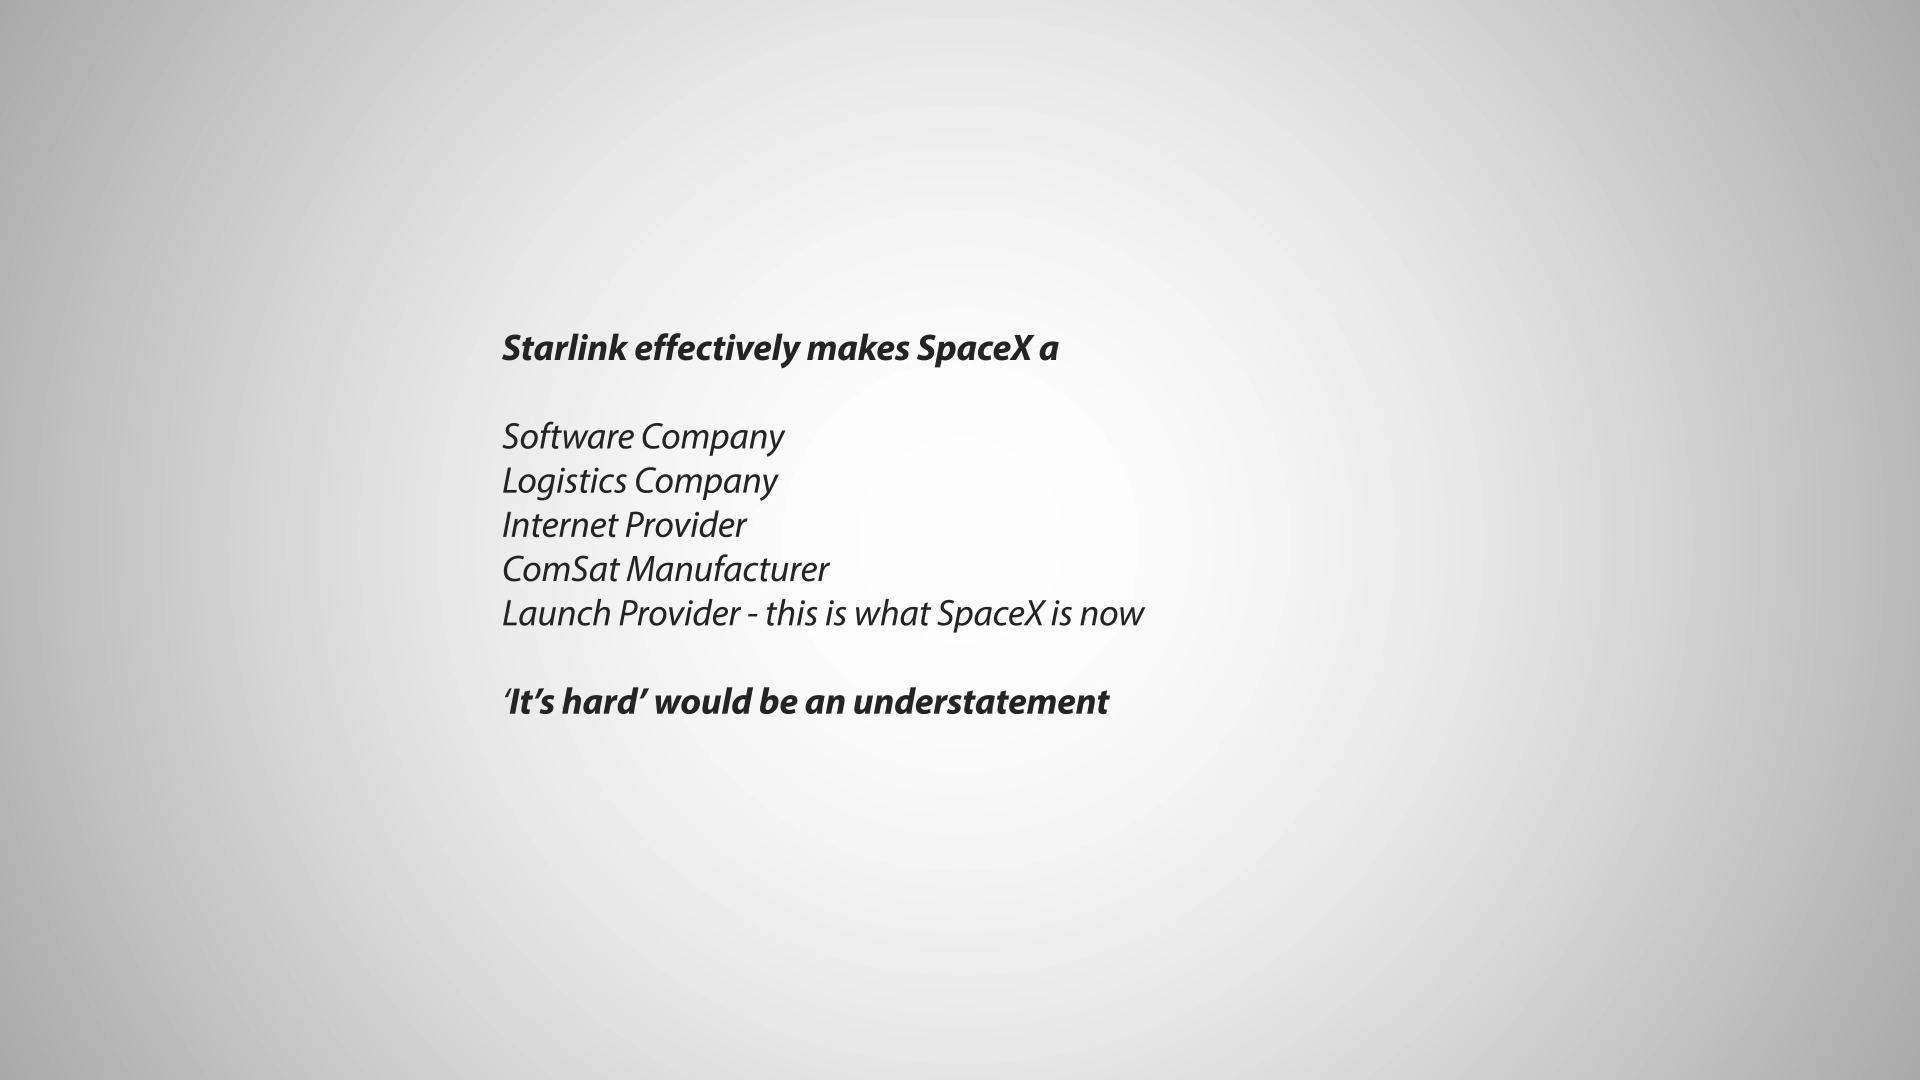 Starlink effectively makes SpaceX a
Software Company
Logistics Company
Internet Provider
ComSat Manufacturer
Launch Provider - this is what SpaceX is now
‘It’s hard’ would be an understatement